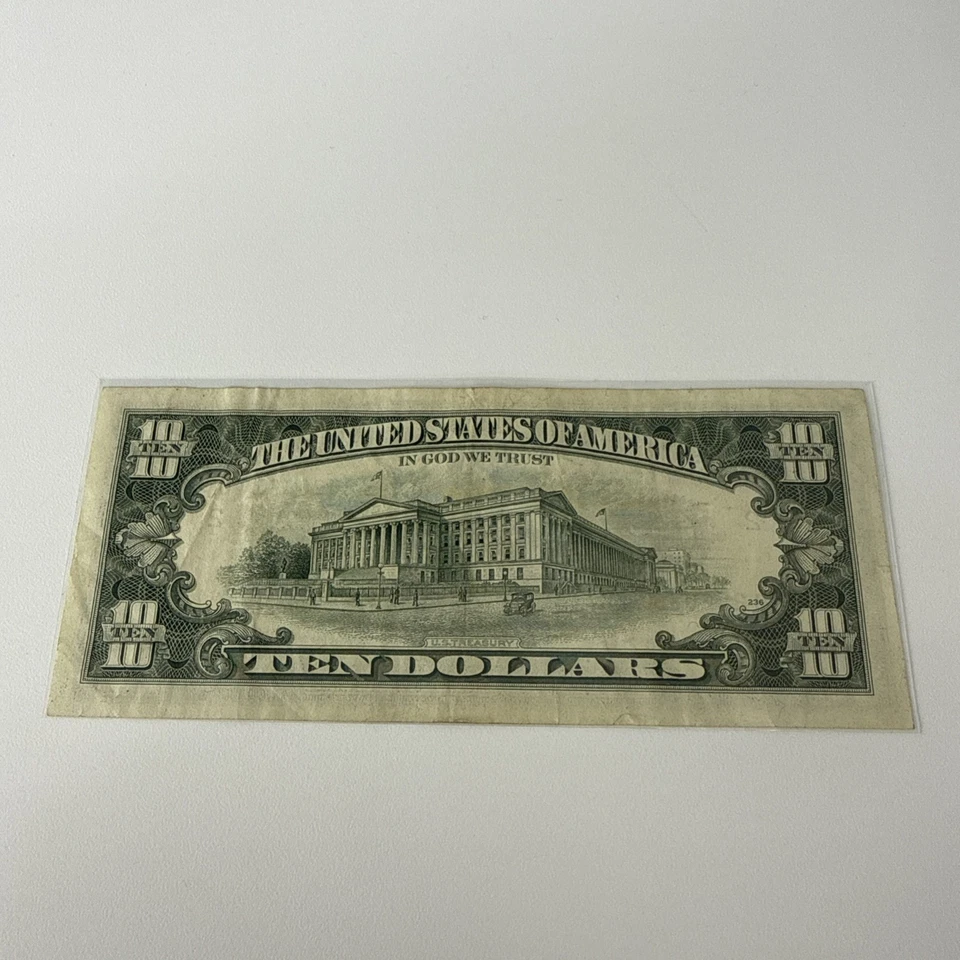 10 TEN 10
THE UNITED STATES OF AMERICA
10 TEN 10
IN GOD WE TRUST
236
10 TEN 10
U.S. TREASURY
10 TEN 10
TEN DOLLARS